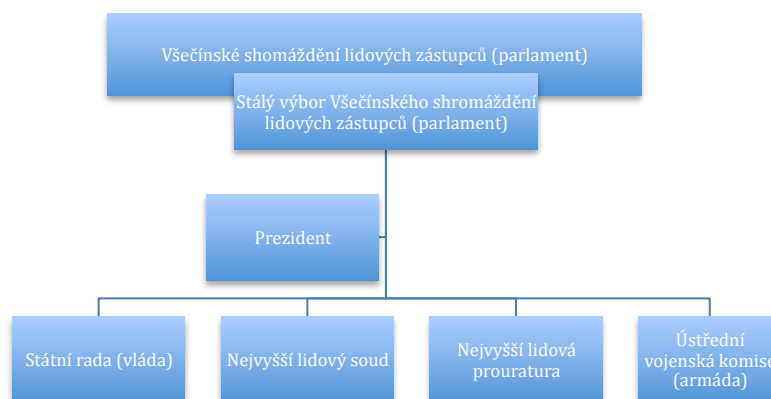 Všečínské shomáždění lidových zástupců (parlament)
Stálý výbor Všečínského shromáždění
lidových zástupců (parlament)
Prezident
Státní rada (vláda)
Nejvyšší lidový soud
Nejvyšší lidová
prouratura
Ústřední
vojenská komise
(armáda)